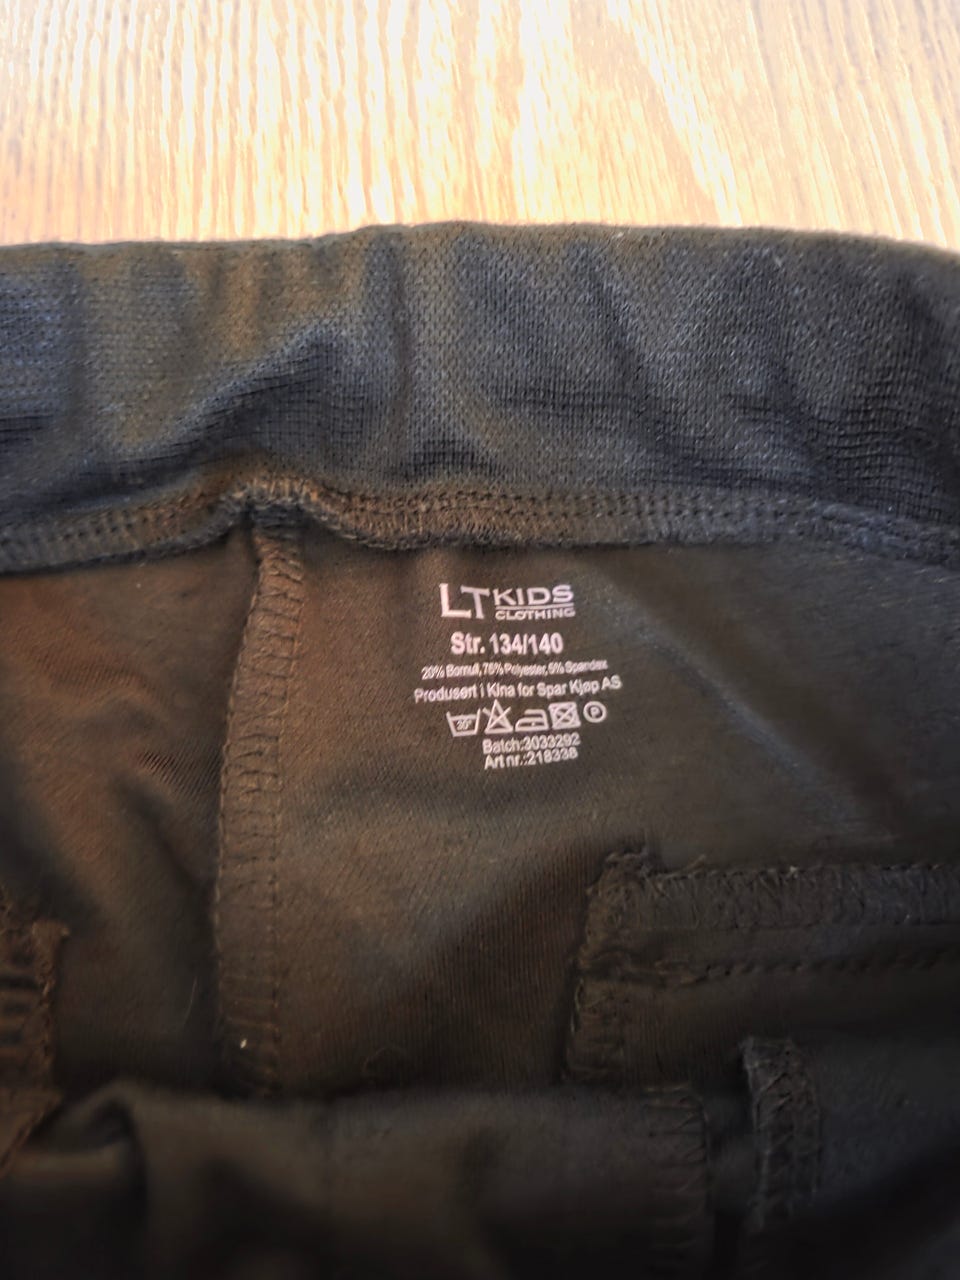 LT KIDS
CLOTHING
Str. 134/140
20% Bomull, 75% Polyester, 5% Spandex
Produsert i Kina for Spar Kjøp AS
30° P
Batch:3033292
Art nr.:218338